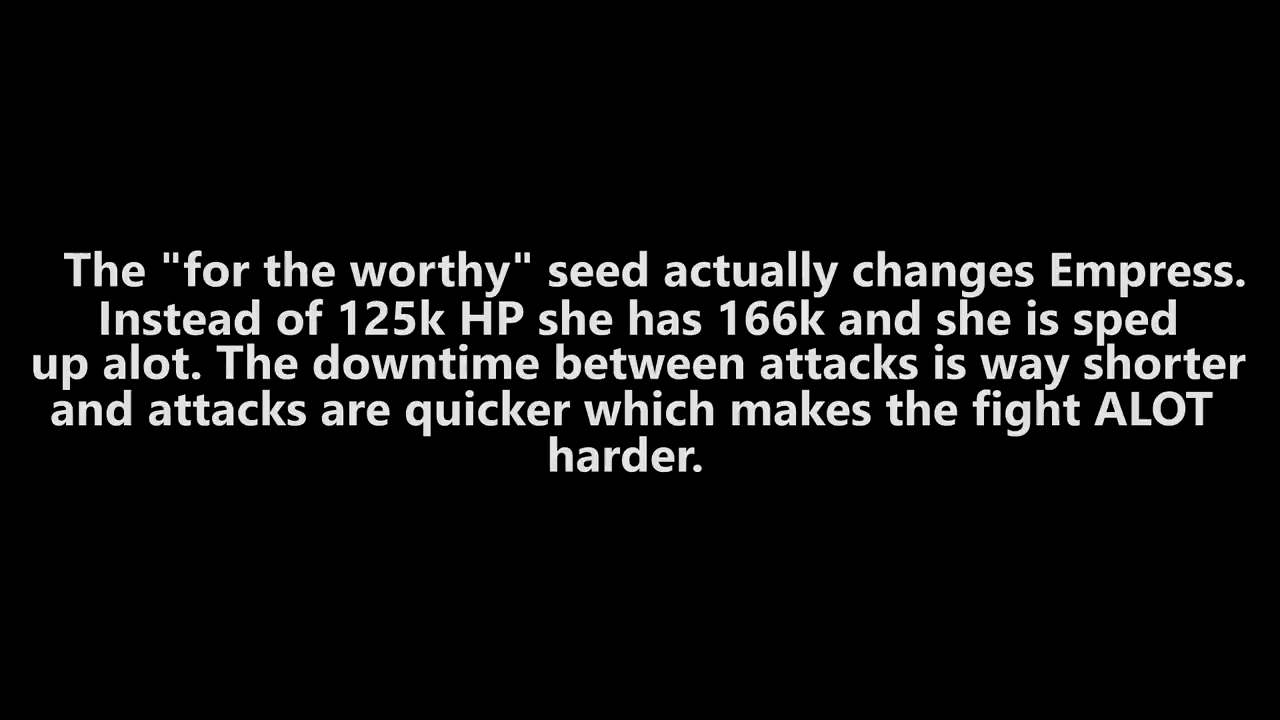 The "for the worthy" seed actually changes Empress.
Instead of 125k HP she has 166k and she is sped
up alot. The downtime between attacks is way shorter
and attacks are quicker which makes the fight ALOT
harder.